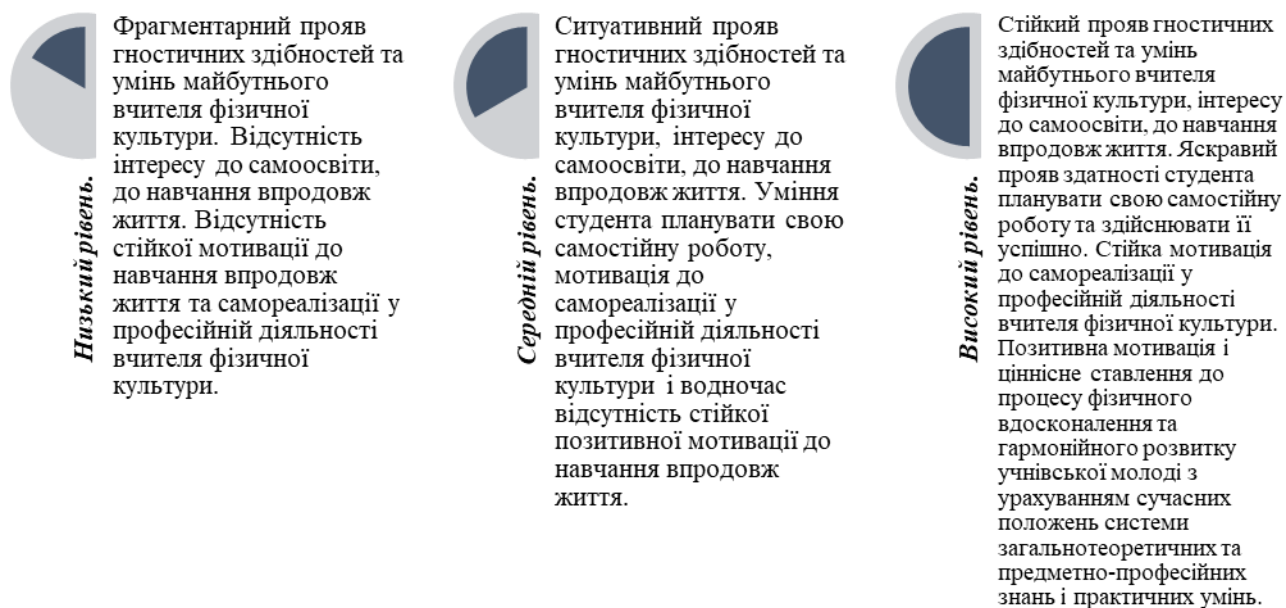 Низький рівень.
Фрагментарний прояв
гностичних здібностей та
умінь майбутнього
вчителя фізичної
культури. Відсутність
інтересу до самоосвіти,
до навчання впродовж
життя. Відсутність
стійкої мотивації до
навчання впродовж
життя та самореалізації у
професійній діяльності
вчителя фізичної
культури.
Середній рівень.
Ситуативний прояв
гностичних здібностей та
умінь майбутнього
вчителя фізичної
культури, інтересу до
самоосвіти, до навчання
впродовж життя. Уміння
студента планувати свою
самостійну роботу,
мотивація до
самореалізації у
професійній діяльності
вчителя фізичної
культури і водночас
відсутність стійкої
позитивної мотивації до
навчання впродовж
життя.
Високий рівень.
Стійкий прояв гностичних
здібностей та умінь
майбутнього вчителя
фізичної культури, інтересу
до самоосвіти, до навчання
впродовж життя. Яскравий
прояв здатності студента
планувати свою самостійну
роботу та здійснювати її
успішно. Стійка мотивація
до самореалізації у
професійній діяльності
вчителя фізичної культури.
Позитивна мотивація і
ціннісне ставлення до
процесу фізичного
вдосконалення та
гармонійного розвитку
учнівської молоді з
урахуванням сучасних
положень системи
загальнотеоретичних та
предметно-професійних
знань і практичних умінь.